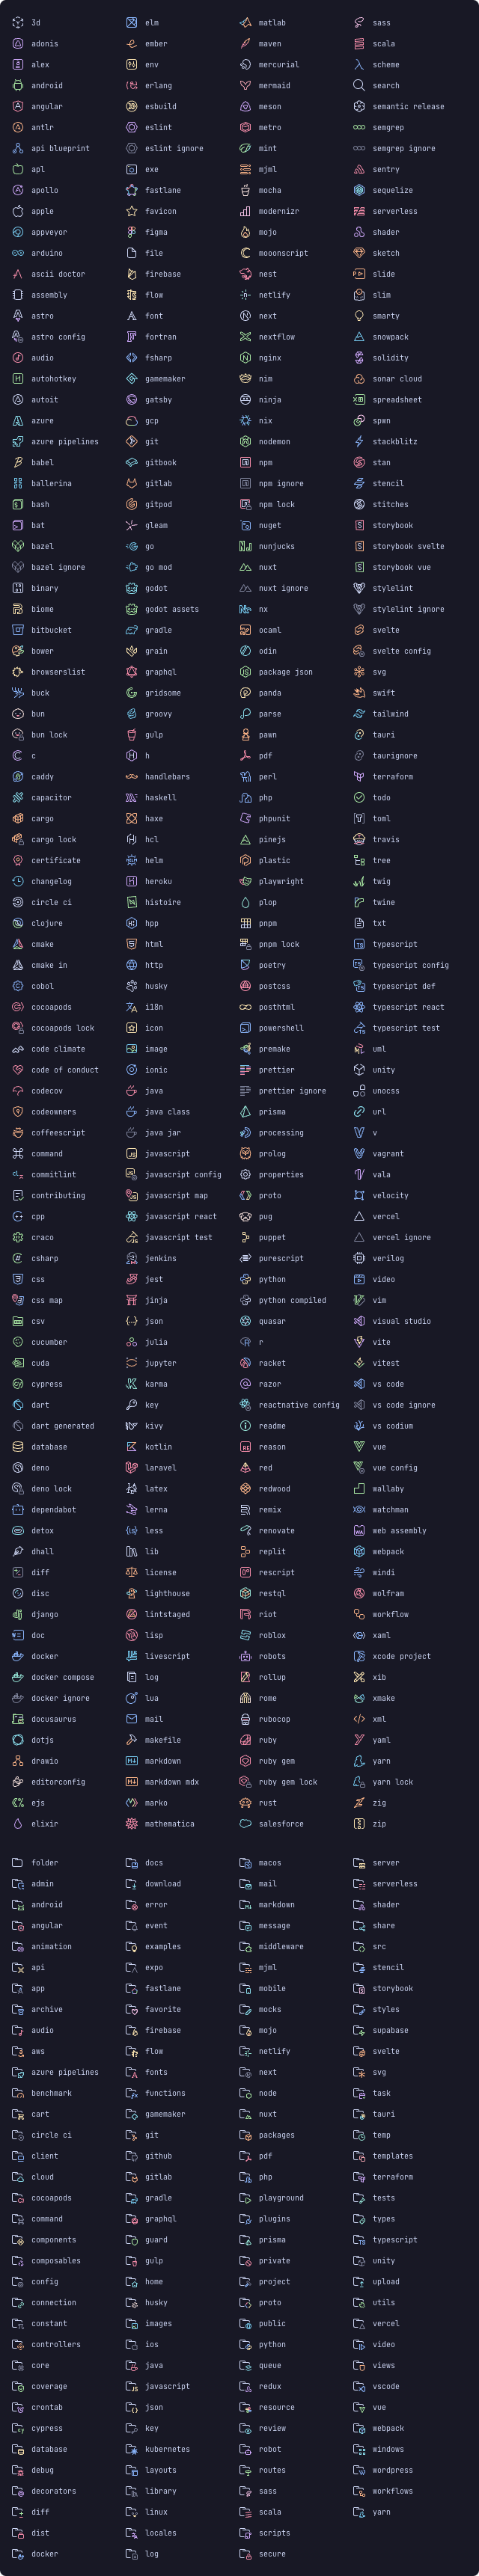 3d elm matlab sass
adonis ember maven scala
alex env mercurial scheme
android erlang mermaid search
angular esbuild meson semantic release
antlr eslint metro semgrep
api blueprint eslint ignore mint semgrep ignore
apl exe mjml sentry
apollo fastlane mocha sequelize
apple favicon modernizr serverless
appveyor figma mojo shader
arduino file mooonscript sketch
ascii doctor firebase nest slide
assembly flow netlify slim
astro font next smarty
astro config fortran nextflow snowpack
audio fsharp nginx solidity
autohotkey gamemaker nim sonar cloud
autoit gatsby ninja spreadsheet
azure gcp nix spwn
azure pipelines git nodemon stackblitz
babel gitbook npm stan
ballerina gitlab npm ignore stencil
bash gitpod npm lock stitches
bat gleam nuget storybook
bazel go nunjucks storybook svelte
bazel ignore go mod nuxt storybook vue
binary godot nuxt ignore stylelint
biome godot assets nx stylelint ignore
bitbucket gradle ocaml svelte
bower grain odin svelte config
browserslist graphql package json svg
buck gridsome panda swift
bun groovy parse tailwind
bun lock gulp pawn tauri
c h pdf taurignore
caddy handlebars perl terraform
capacitor haskell php todo
cargo haxe phpunit toml
cargo lock hcl pinejs travis
certificate helm plastic tree
changelog heroku playwright twig
circle ci histoire plop twine
clojure hpp pnpm txt
cmake html pnpm lock typescript
cmake in http poetry typescript config
cobol husky postcss typescript def
cocoapods i18n posthtml typescript react
cocoapods lock icon powershell typescript test
code climate image premake uml
code of conduct ionic prettier unity
codecov java prettier ignore unocss
codeowners java class prisma url
coffeescript java jar processing v
command javascript prolog vagrant
commitlint javascript config properties vala
contributing javascript map proto velocity
cpp javascript react pug vercel
craco javascript test puppet vercel ignore
csharp jenkins purescript verilog
css jest python video
css map jinja python compiled vim
csv json quasar visual studio
cucumber julia r vite
cuda jupyter racket vitest
cypress karma razor vs code
dart key reactnative config vs code ignore
dart generated kivy readme vs codium
database kotlin reason vue
deno laravel red vue config
deno lock latex redwood wallaby
dependabot lerna remix watchman
detox less renovate web assembly
dhall lib replit webpack
diff license rescript windi
disc lighthouse restql wolfram
django lintstaged riot workflow
doc lisp roblox xaml
docker livescript robots xcode project
docker compose log rollup xib
docker ignore lua rome xmake
docusaurus mail rubocop xml
dotjs makefile ruby yaml
drawio markdown ruby gem yarn
editorconfig markdown mdx ruby gem lock yarn lock
ejs marko rust zig
elixir mathematica salesforce zip
folder docs macos server
admin download mail serverless
android error markdown shader
angular event message share
animation examples middleware src
api expo mjml stencil
app fastlane mobile storybook
archive favorite mocks styles
audio firebase mojo supabase
aws flow netlify svelte
azure pipelines fonts next svg
benchmark functions node task
cart gamemaker nuxt tauri
circle ci git packages temp
client github pdf templates
cloud gitlab php terraform
cocoapods gradle playground tests
command graphql plugins types
components guard prisma typescript
composables gulp private unity
config home project upload
connection husky proto utils
constant images public vercel
controllers ios python video
core java queue views
coverage javascript redux vscode
crontab json resource vue
cypress key review webpack
database kubernetes robot windows
debug layouts routes wordpress
decorators library sass workflows
diff linux scala yarn
dist locales scripts
docker log secure